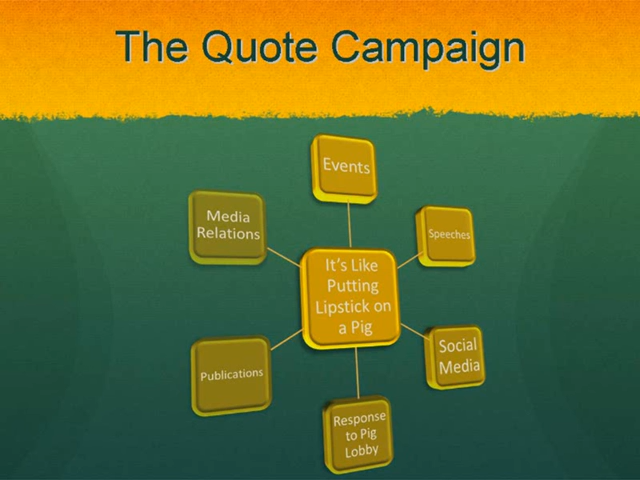 The Quote Campaign
Events
Media
Relations
Speeches
It's Like
Putting
Lipstick on
a Pig
Social
Media
Publications
Response
to Pig
Lobby